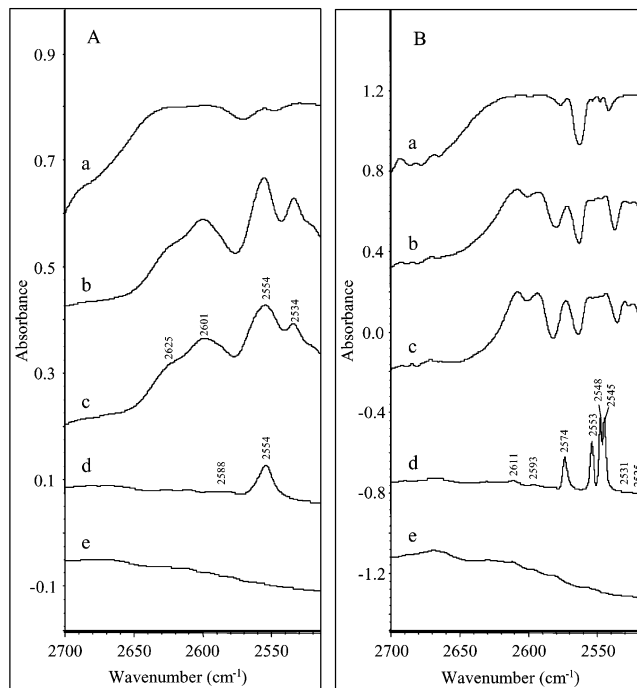 A
0.9
0.7
0.5
0.3
0.1
-0.1
Absorbance
a
b
c
d
e
2625
2601
2554
2534
2588
2554
2700
2650
2600
2550
Wavenumber (cm-1)
B
1.2
0.8
0.4
0.0
-0.4
-0.8
-1.2
Absorbance
a
b
c
d
e
2611
2593
2574
2553
2548
2545
2531
2700
2650
2600
2550
Wavenumber (cm-1)